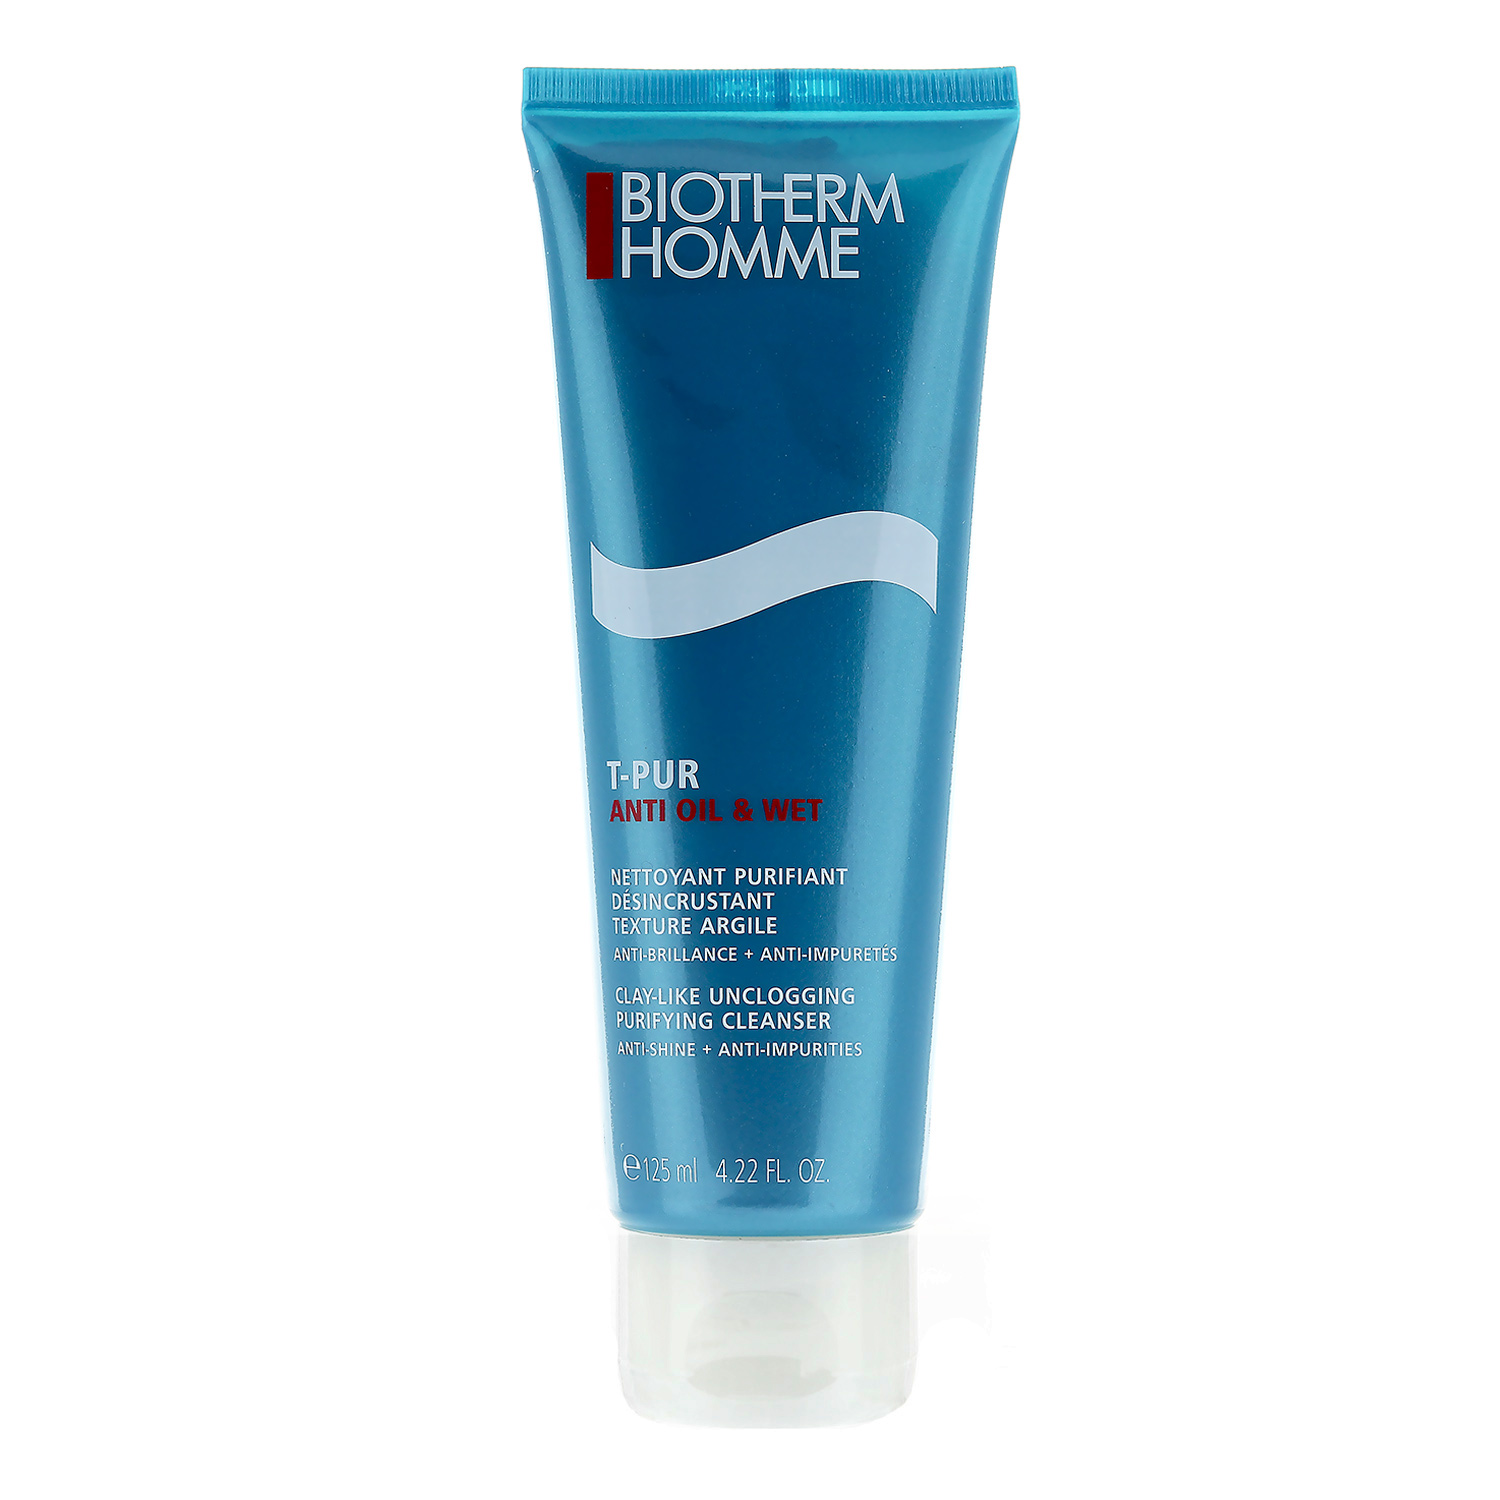 BIOTHERM
HOMME
T-PUR
ANTI OIL & WET
NETTOYANT PURIFIANT
DÉSINCRUSTANT
TEXTURE ARGILE
ANTI-BRILLANCE + ANTI-IMPURETÉS
CLAY-LIKE UNCLOGGING
PURIFYING CLEANSER
ANTI-SHINE + ANTI-IMPURITIES
℮125 ml 4.22 FL. OZ.